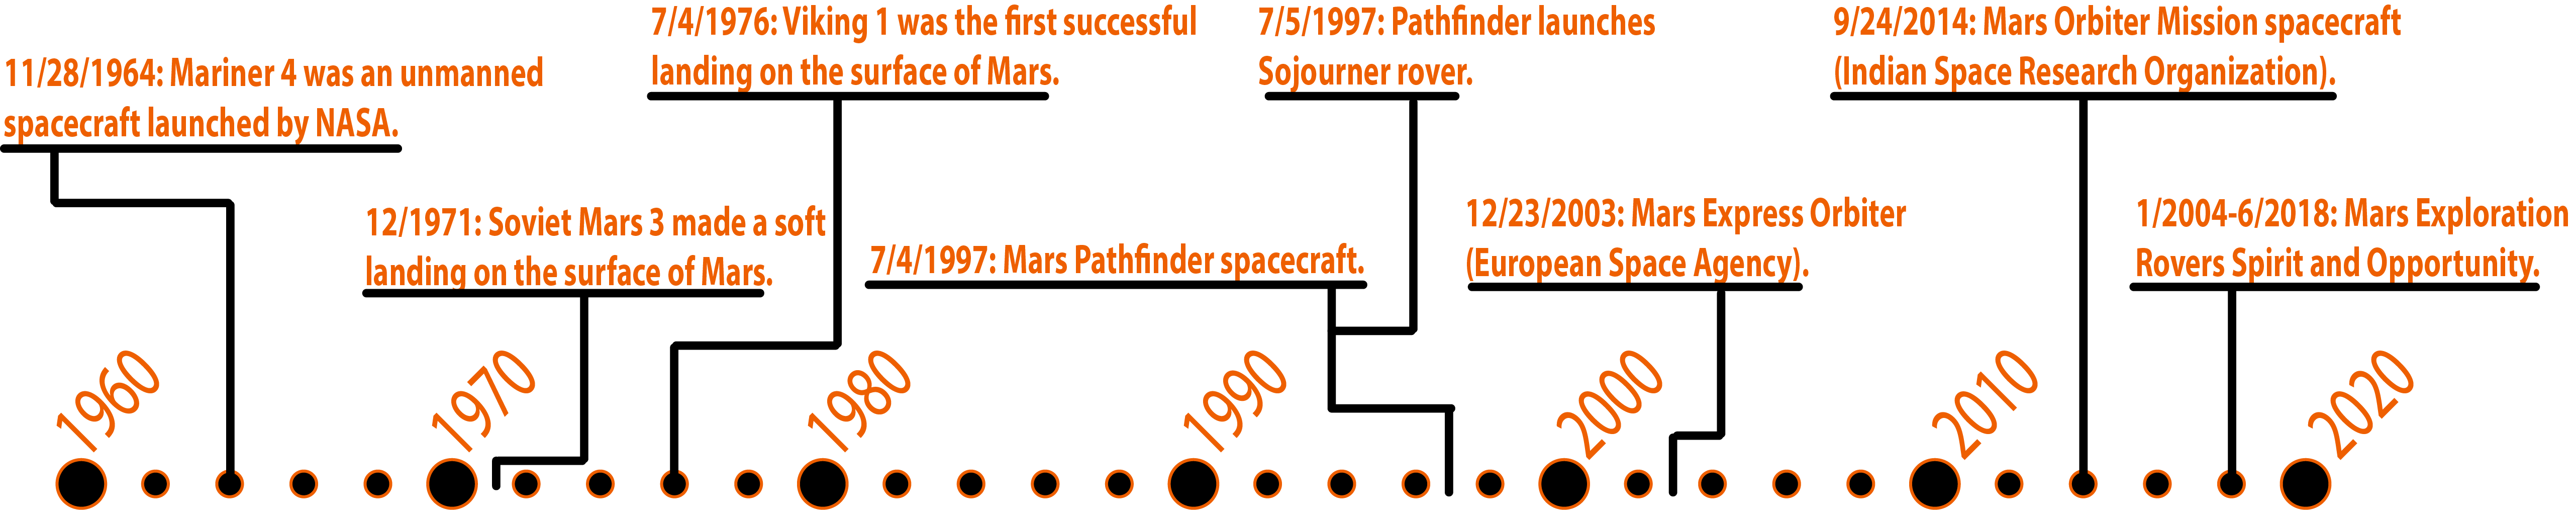 11/28/1964: Mariner 4 was an unmanned
spacecraft launched by NASA.
7/4/1976: Viking 1 was the first successful
landing on the surface of Mars.
7/5/1997: Pathfinder launches
Sojourner rover.
9/24/2014: Mars Orbiter Mission spacecraft
(Indian Space Research Organization).
12/1971: Soviet Mars 3 made a soft
landing on the surface of Mars.
7/4/1997: Mars Pathfinder spacecraft.
12/23/2003: Mars Express Orbiter
(European Space Agency).
1/2004-6/2018: Mars Exploration
Rovers Spirit and Opportunity.
1960
1970
1980
1990
2000
2010
2020